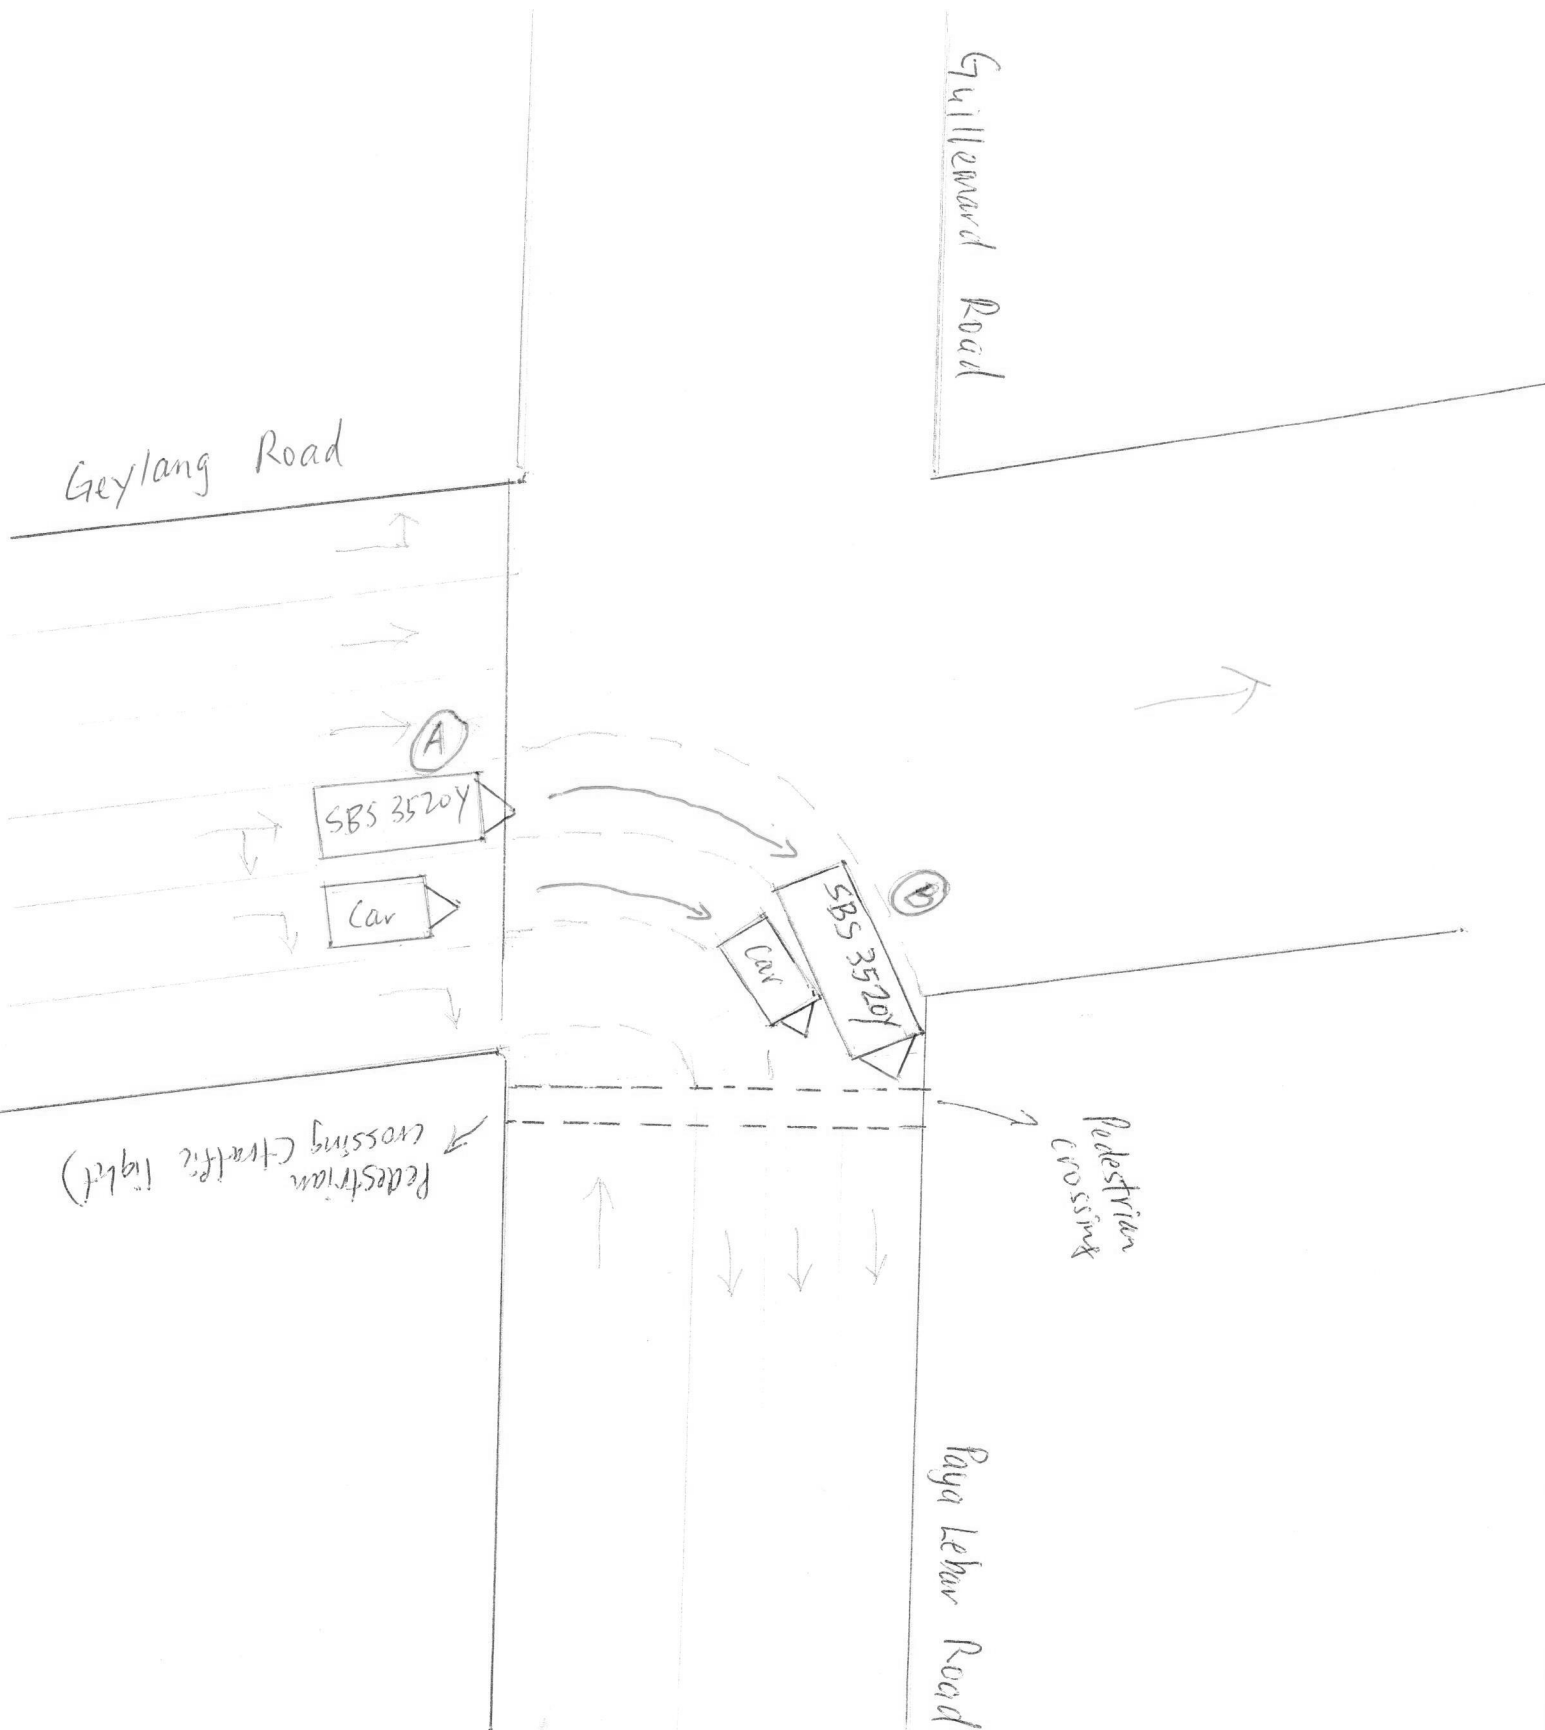 Guillemard Road
Geylang Road
A
SBS 3520Y
Car
B
SBS 3520Y
Car
Pedestrian
crossing (traffic light)
Pedestrian
crossing
Paya Lebar Road